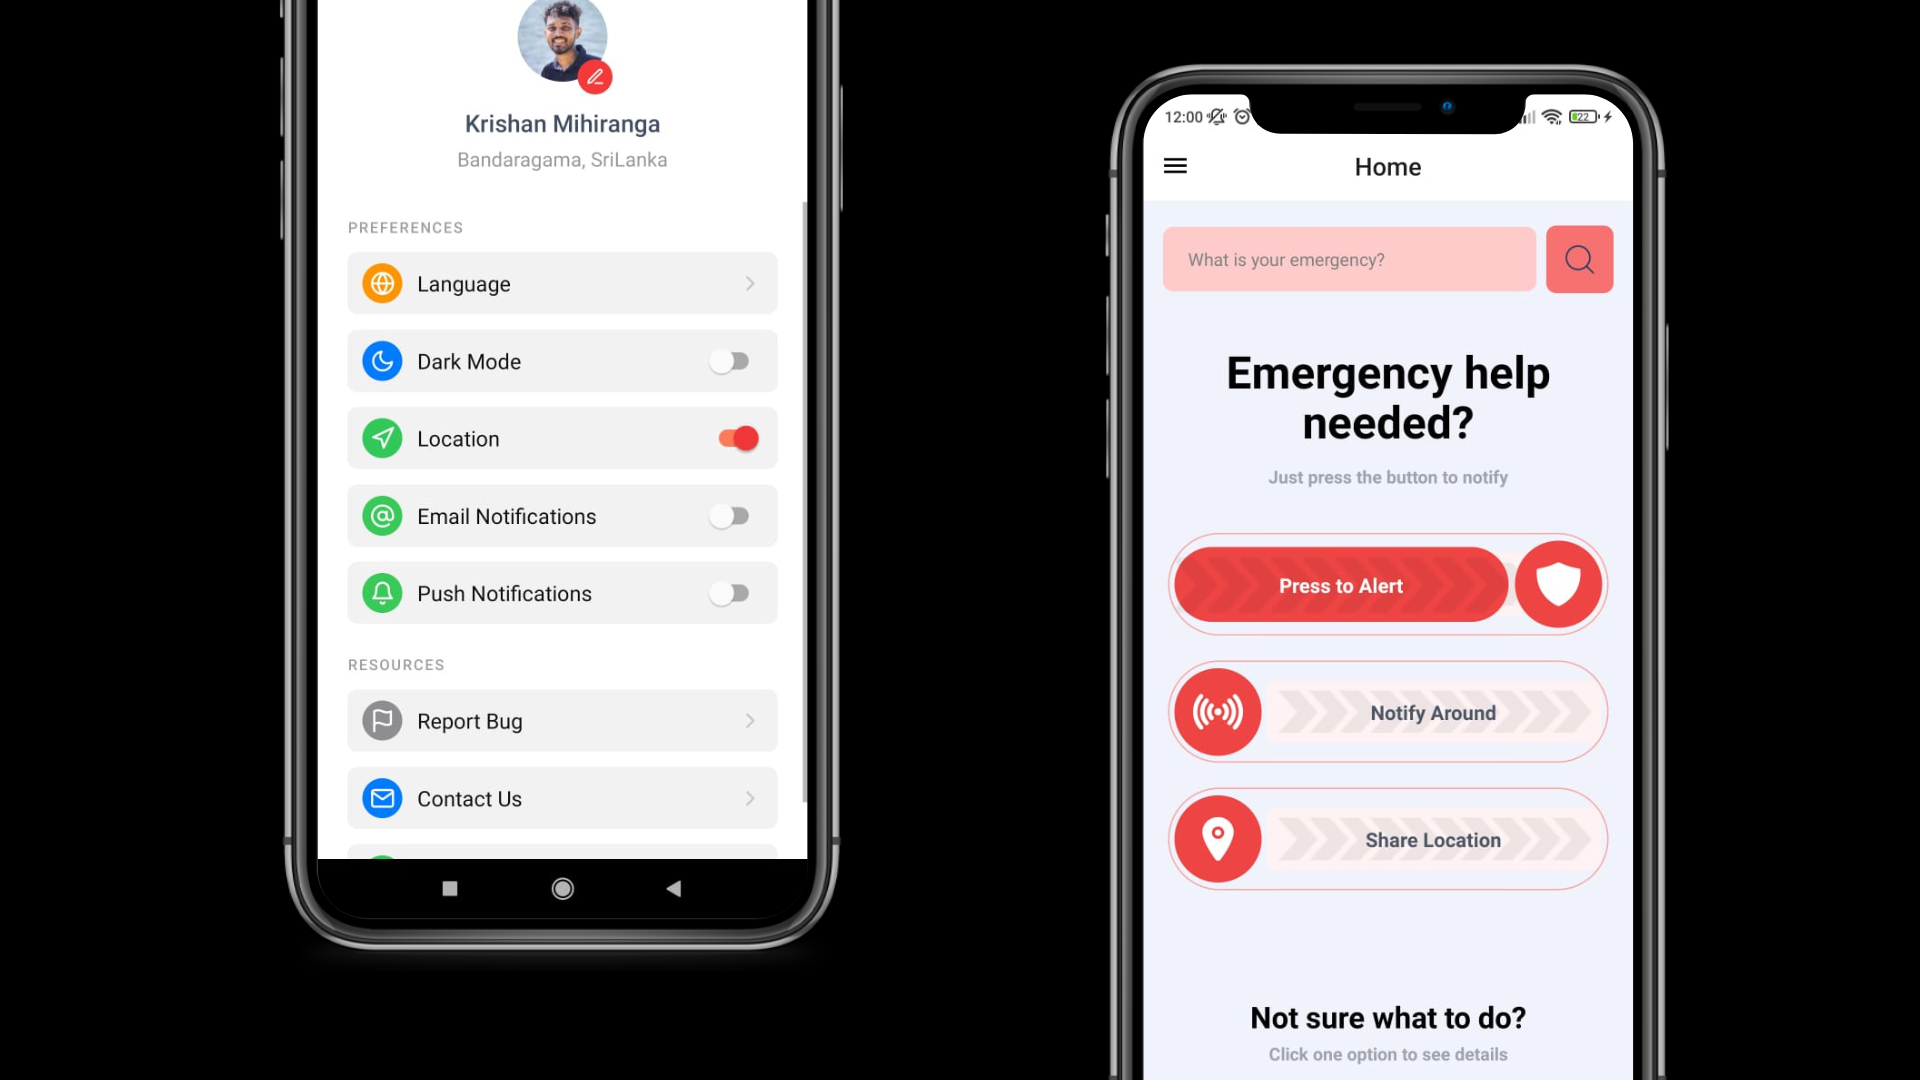 Krishan Mihiranga
Bandaragama, SriLanka
PREFERENCES
Language
Dark Mode
Location
Email Notifications
Push Notifications
RESOURCES
Report Bug
Contact Us
12:00
22
Home
What is your emergency?
Emergency help
needed?
Just press the button to notify
Press to Alert
Notify Around
Share Location
Not sure what to do?
Click one option to see details